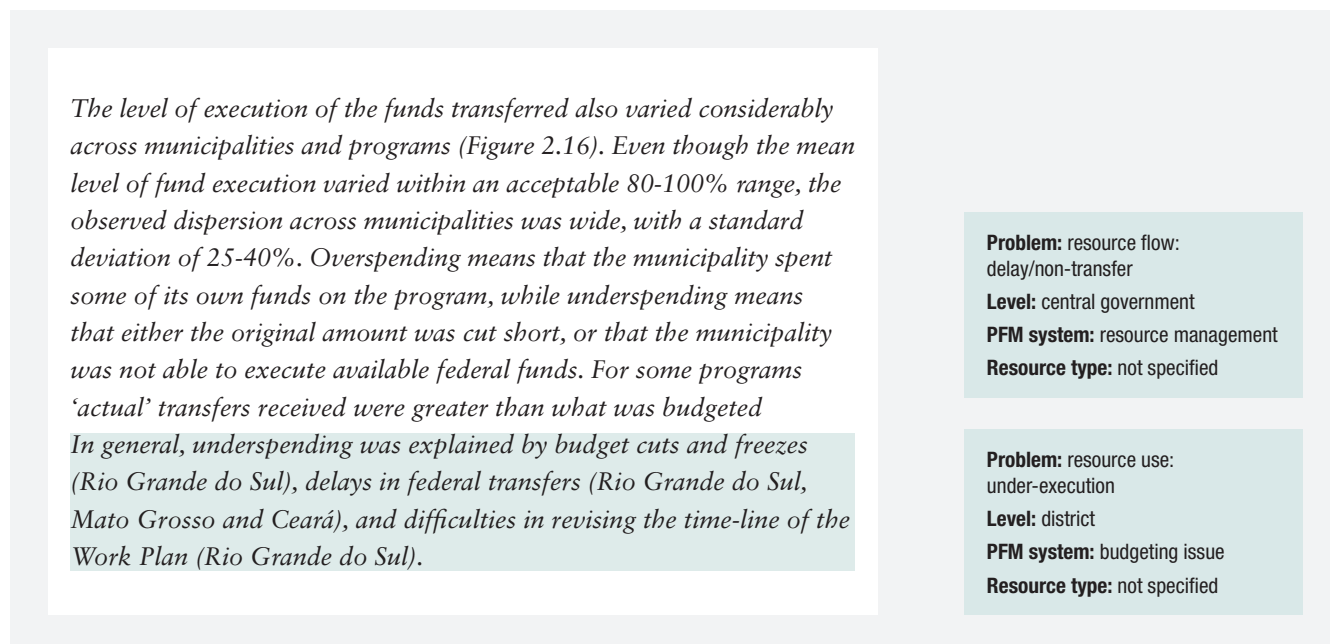 The level of execution of the funds transferred also varied considerably
across municipalities and programs (Figure 2.16). Even though the mean
level of fund execution varied within an acceptable 80-100% range, the
observed dispersion across municipalities was wide, with a standard
deviation of 25-40%. Overspending means that the municipality spent
some of its own funds on the program, while underspending means
that either the original amount was cut short, or that the municipality
was not able to execute available federal funds. For some programs
‘actual’ transfers received were greater than what was budgeted
In general, underspending was explained by budget cuts and freezes
(Rio Grande do Sul), delays in federal transfers (Rio Grande do Sul,
Mato Grosso and Ceará), and difficulties in revising the time-line of the
Work Plan (Rio Grande do Sul).
Problem: resource flow:
delay/non-transfer
Level: central government
PFM system: resource management
Resource type: not specified
Problem: resource use:
under-execution
Level: district
PFM system: budgeting issue
Resource type: not specified